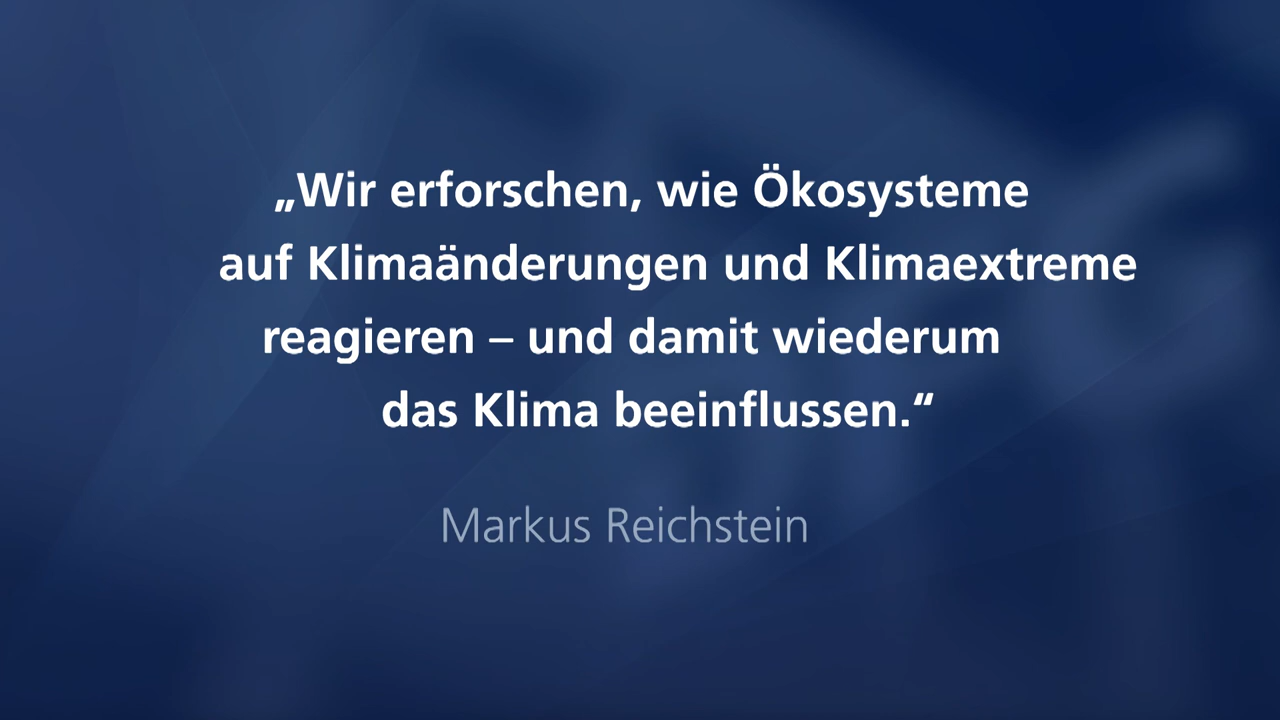 „Wir erforschen, wie Ökosysteme
auf Klimaänderungen und Klimaextreme
reagieren – und damit wiederum
das Klima beeinflussen.“
Markus Reichstein